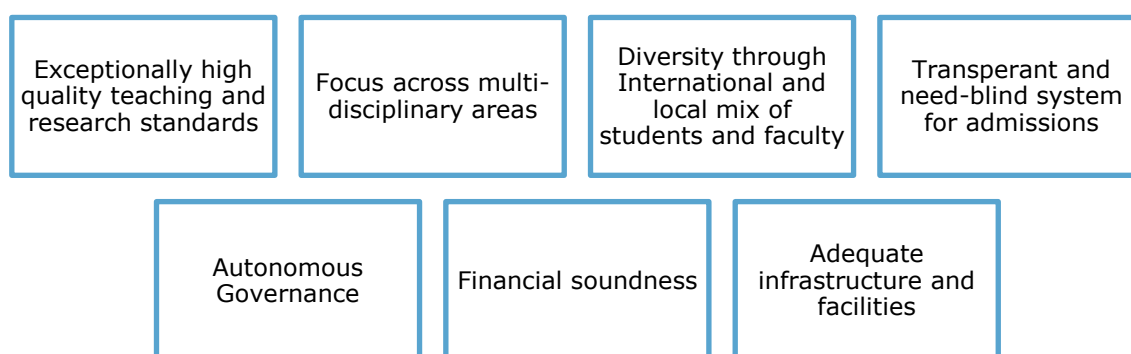 Exceptionally high
quality teaching and
research standards
Focus across multi-
disciplinary areas
Diversity through
International and
local mix of
students and faculty
Transperant and
need-blind system
for admissions
Autonomous
Governance
Financial soundness
Adequate
infrastructure and
facilities